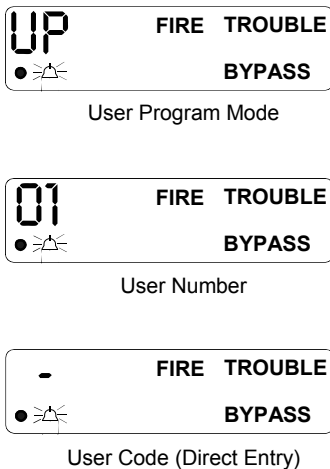 UP FIRE TROUBLE
BYPASS
User Program Mode
01 FIRE TROUBLE
BYPASS
User Number
- FIRE TROUBLE
BYPASS
User Code (Direct Entry)